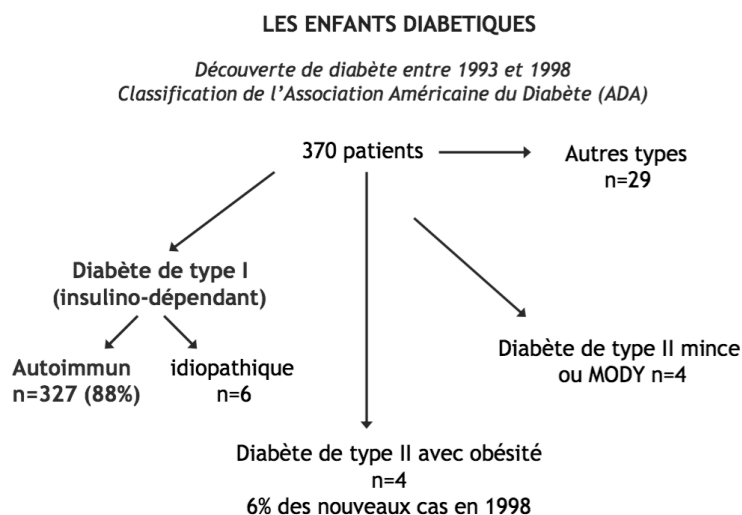 LES ENFANTS DIABETIQUES
Découverte de diabète entre 1993 et 1998
Classification de l'Association Américaine du Diabète (ADA)
370 patients
Autres types
n=29
Diabète de type I
(insulino-dépendant)
Autoimmun
n=327 (88%)
idiopathique
n=6
Diabète de type II mince
ou MODY n=4
Diabète de type II avec obésité
n=4
6% des nouveaux cas en 1998